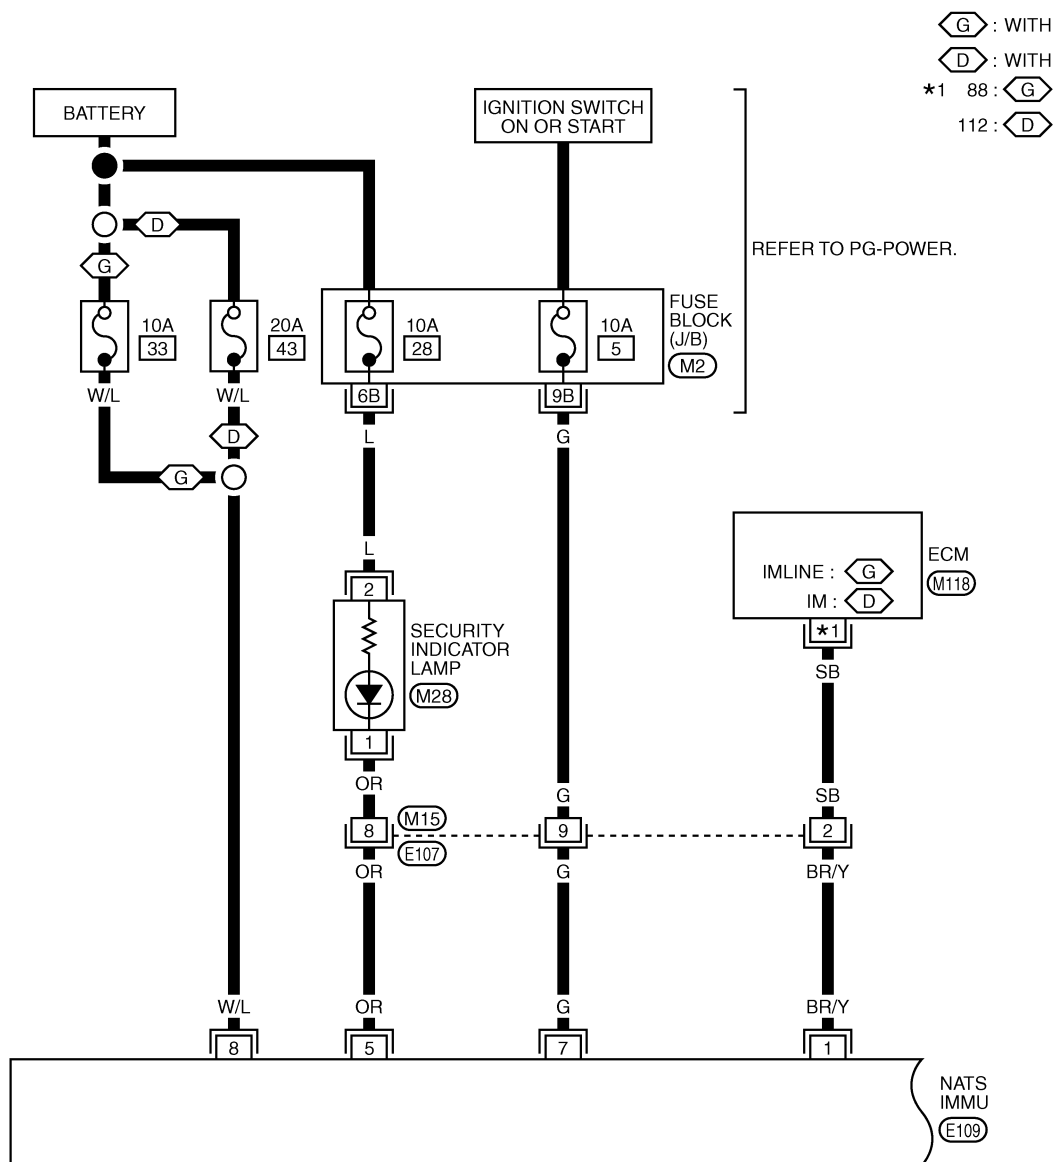 G : WITH
D : WITH
*1 88 : G
112 : D
BATTERY
IGNITION SWITCH
ON OR START
D
G
REFER TO PG-POWER.
10A
33
20A
43
10A
28
10A
5
FUSE
BLOCK
(J/B)
M2
W/L
W/L
6B
9B
L
G
D
G
L
2
SECURITY
INDICATOR
LAMP
M28
1
OR
IMLINE : G
IM : D
ECM
M118
*1
SB
G
SB
8
M15
E107
9
2
OR
G
BR/Y
W/L
OR
G
BR/Y
8
5
7
1
NATS
IMMU
E109